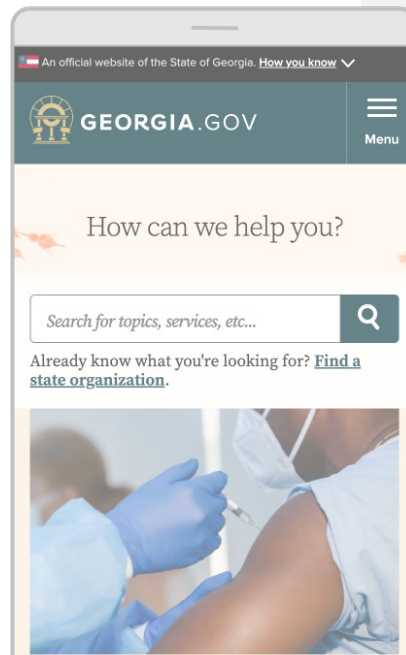 An official website of the State of Georgia. How you know
GEORGIA.GOV
Menu
How can we help you?
Search for topics, services, etc...
Already know what you're looking for? Find a
state organization.